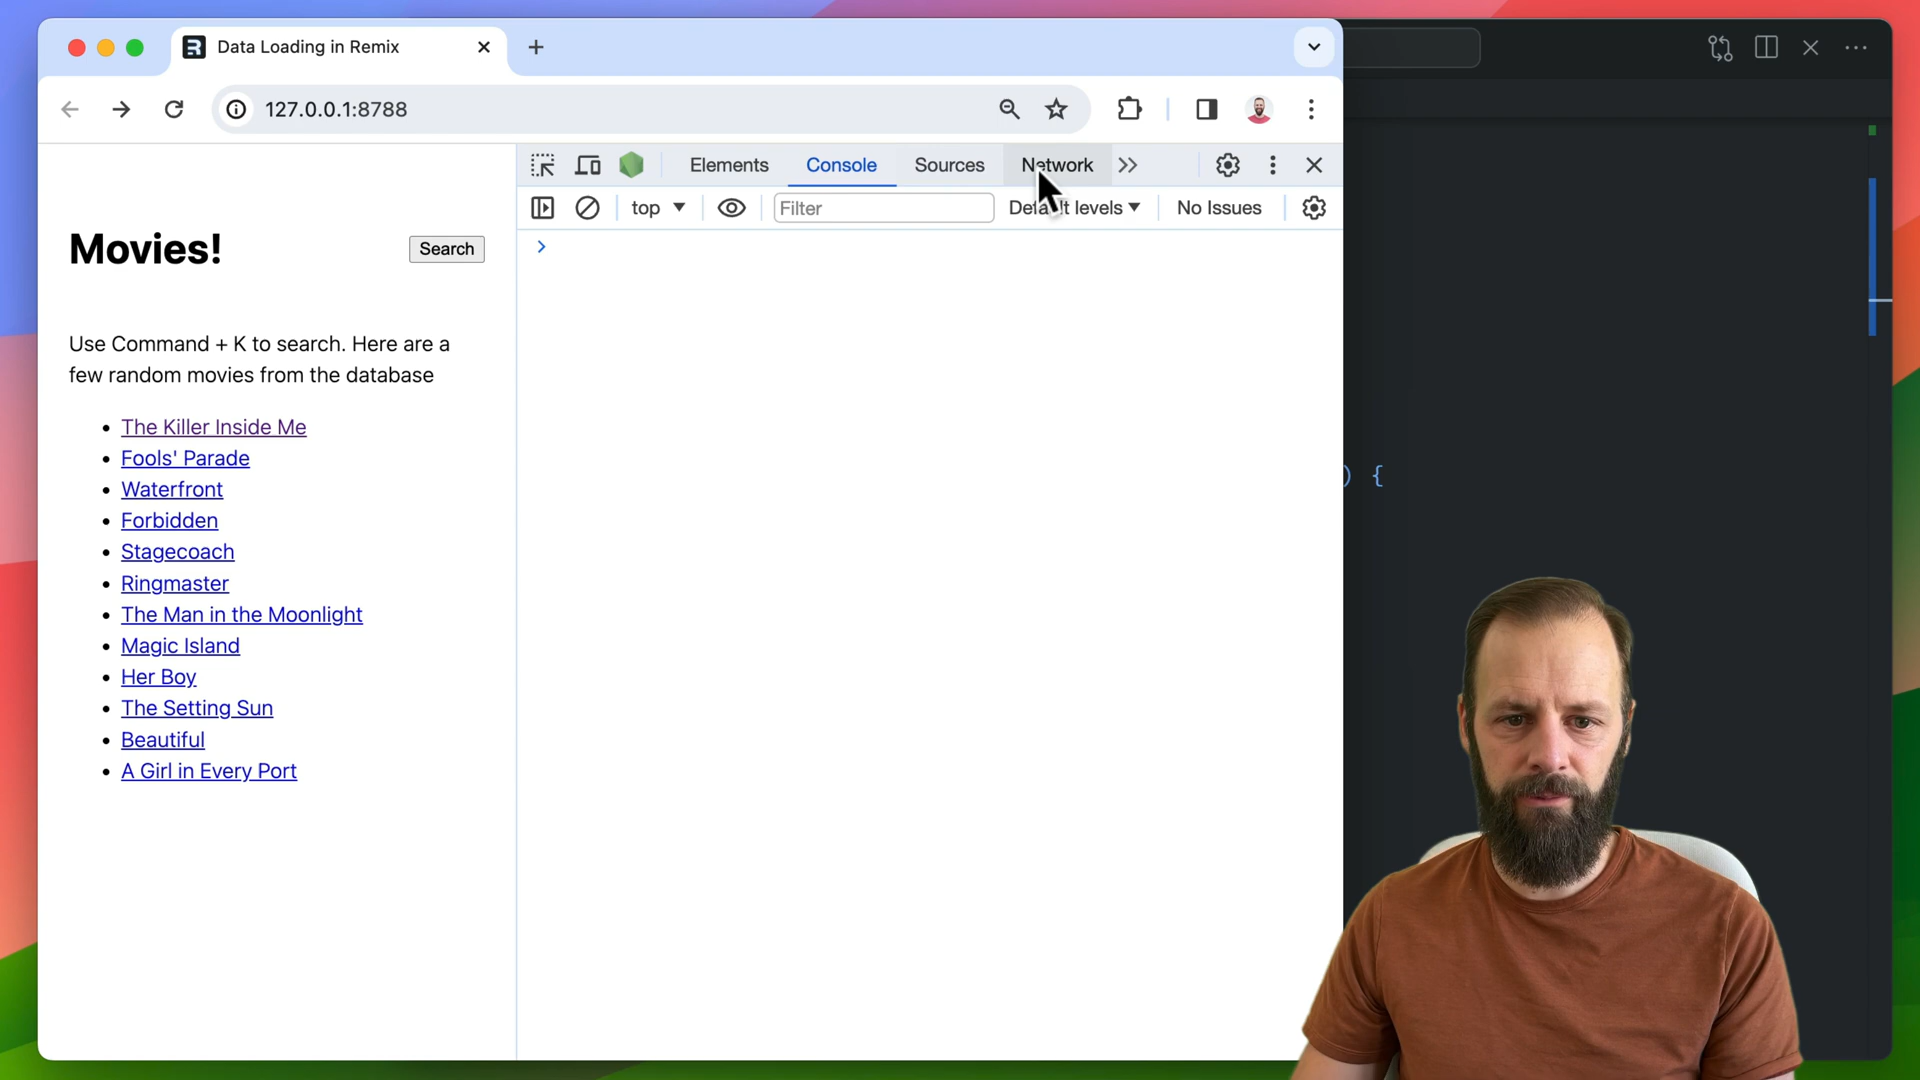 Data Loading in Remix
127.0.0.1:8788
Elements Console Sources Network
top Filter Default levels No Issues
Movies! Search
Use Command + K to search. Here are a
few random movies from the database
The Killer Inside Me
Fools' Parade
Waterfront
Forbidden
Stagecoach
Ringmaster
The Man in the Moonlight
Magic Island
Her Boy
The Setting Sun
Beautiful
A Girl in Every Port
) {